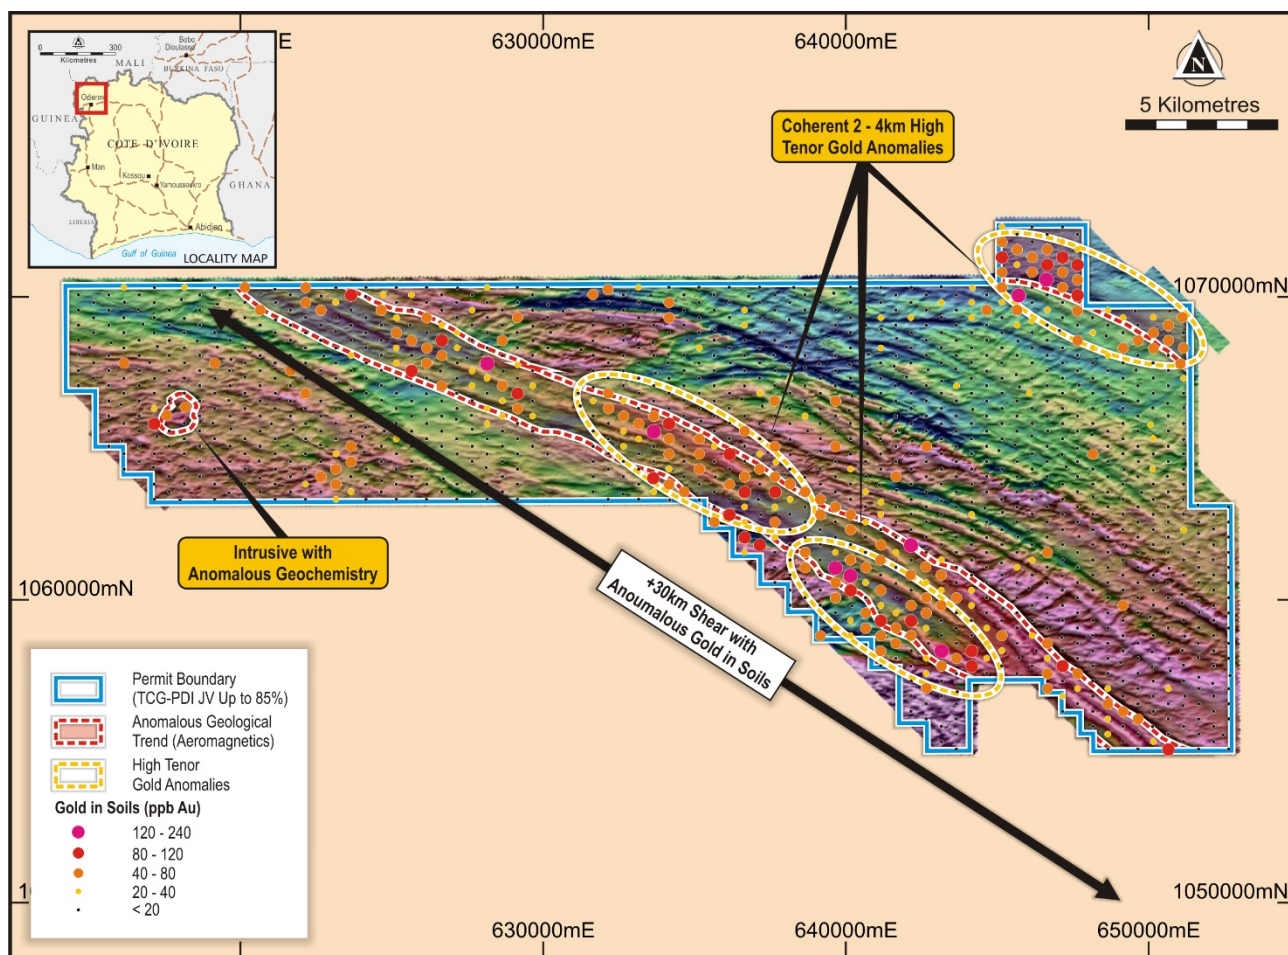 0
300
Kilometres
MALI
Bobo
Dioulasso
BURKINA FASO
Odienne
GUINEA
COTE D'IVOIRE
Man
Kossou
Yamoussoukro
GHANA
LIBERIA
Abidjan
Gulf of Guinea
LOCALITY MAP
E
630000mE
640000mE
N
5 Kilometres
Coherent 2 - 4km High
Tenor Gold Anomalies
1070000mN
Intrusive with
Anomalous Geochemistry
1060000mN
+30km Shear with
Anoumalous Gold in Soils
Permit Boundary
(TCG-PDI JV Up to 85%)
Anomalous Geological
Trend (Aeromagnetics)
High Tenor
Gold Anomalies
Gold in Soils (ppb Au)
120 - 240
80 - 120
40 - 80
20 - 40
< 20
1050000mN
630000mE
640000mE
650000mE